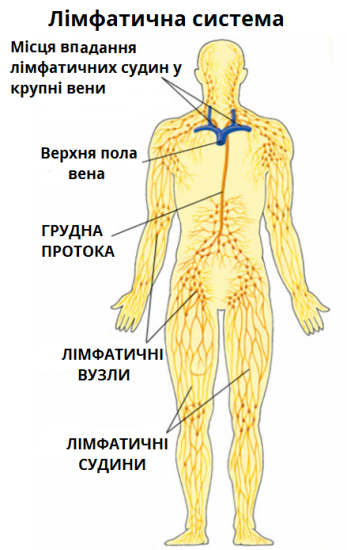 Лімфатична система
Місця впадання
лімфатичних судин у
крупні вени
Верхня пола
вена
ГРУДНА
ПРОТОКА
ЛІМФАТИЧНІ
ВУЗЛИ
ЛІМФАТИЧНІ
СУДИНИ